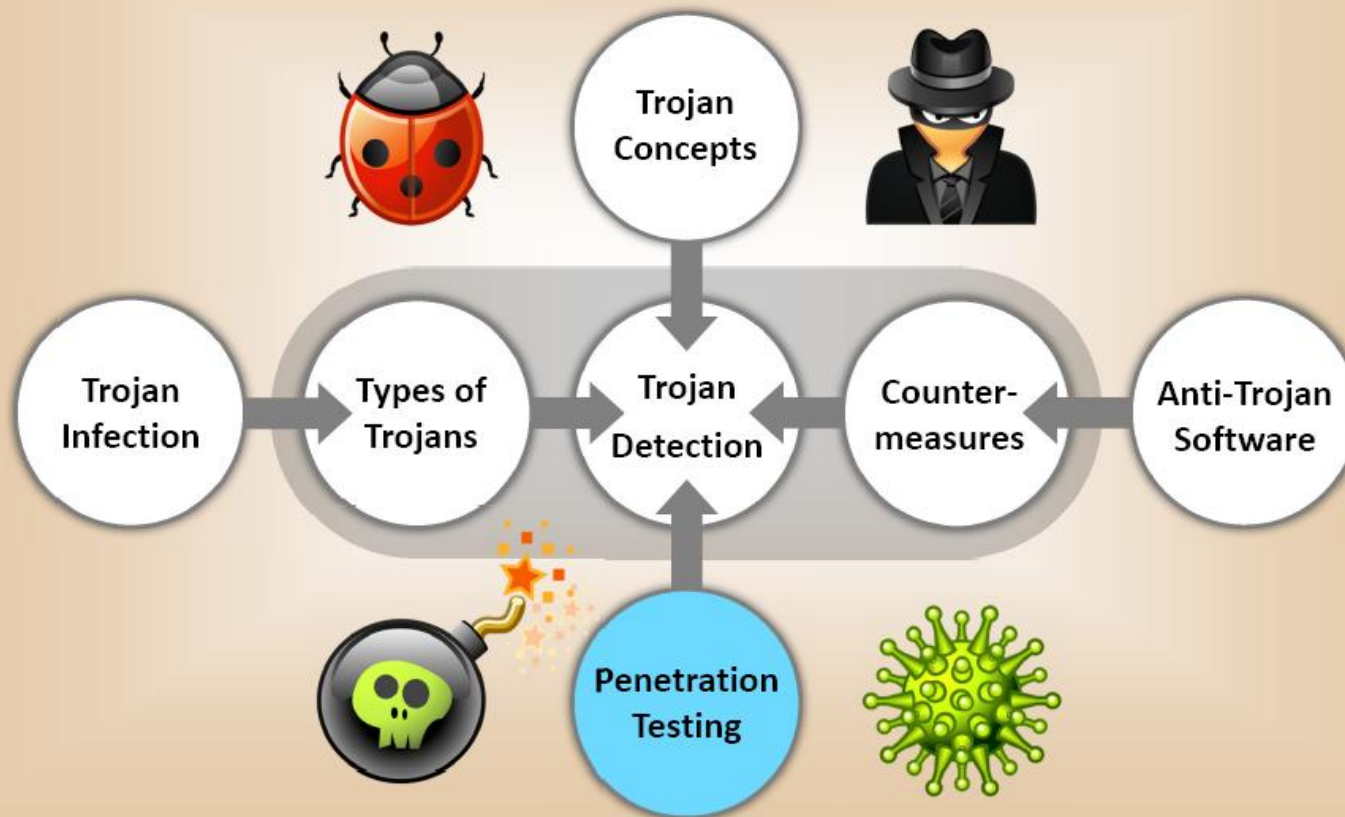 Trojan
Concepts
Trojan
Infection
Types of
Trojans
Trojan
Detection
Counter-
measures
Anti-Trojan
Software
Penetration
Testing